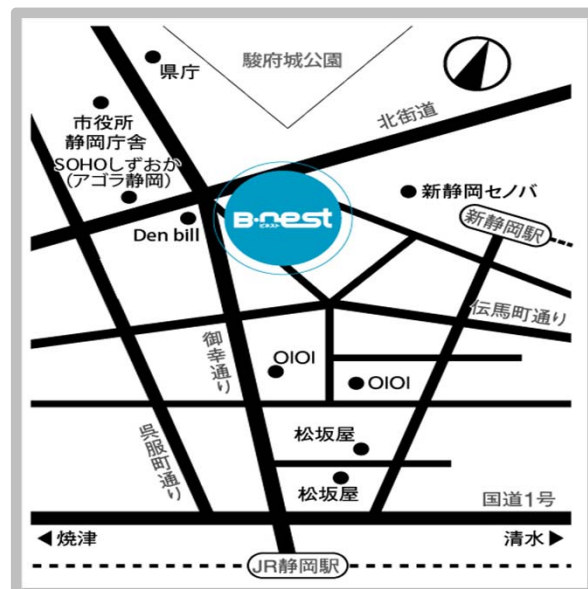 駿府城公園
県庁
北街道
市役所
静岡庁舎
SOHOしずおか
(アゴラ静岡)
B・nest
ビネスト
新静岡セノバ
Den bill
新静岡駅
伝馬町通り
御幸通り
OIOI
OIOI
呉服町通り
松坂屋
松坂屋
国道1号
◀焼津
清水▶
JR静岡駅